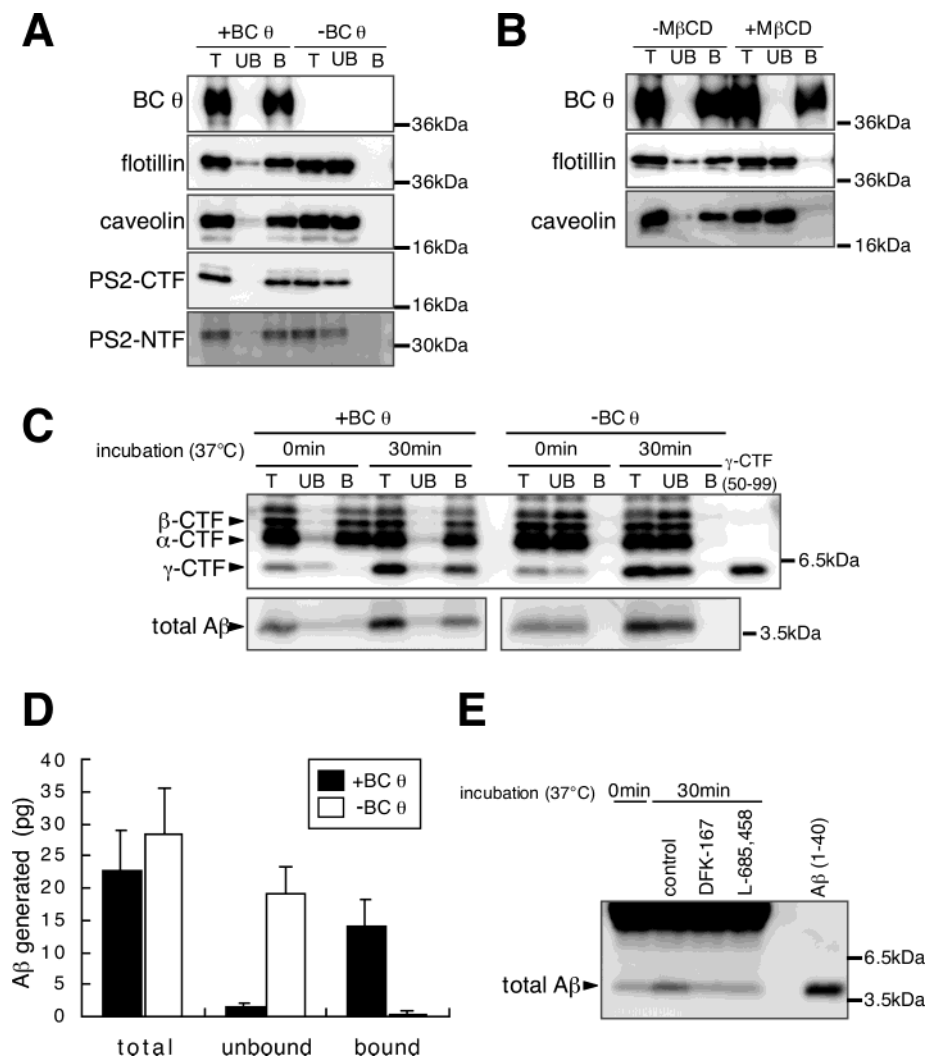 A
+BC θ -BC θ
T UB B T UB B
BC θ
36kDa
flotillin
36kDa
caveolin
16kDa
PS2-CTF
16kDa
PS2-NTF
30kDa
B
-MβCD +MβCD
T UB B T UB B
BC θ
36kDa
flotillin
36kDa
caveolin
16kDa
C
+BC θ -BC θ
incubation (37°C) 0min 30min 0min 30min γ-CTF
T UB B T UB B T UB T UB B (50-99)
β-CTF
α-CTF
γ-CTF
6.5kDa
total Aβ
3.5kDa
D
Aβ generated (pg)
40
35
30
25
20
15
10
5
0
+BC θ
-BC θ
total unbound bound
E
incubation (37°C) 0min 30min
control
DFK-167
L-685,458
Aβ (1-40)
6.5kDa
total Aβ
3.5kDa